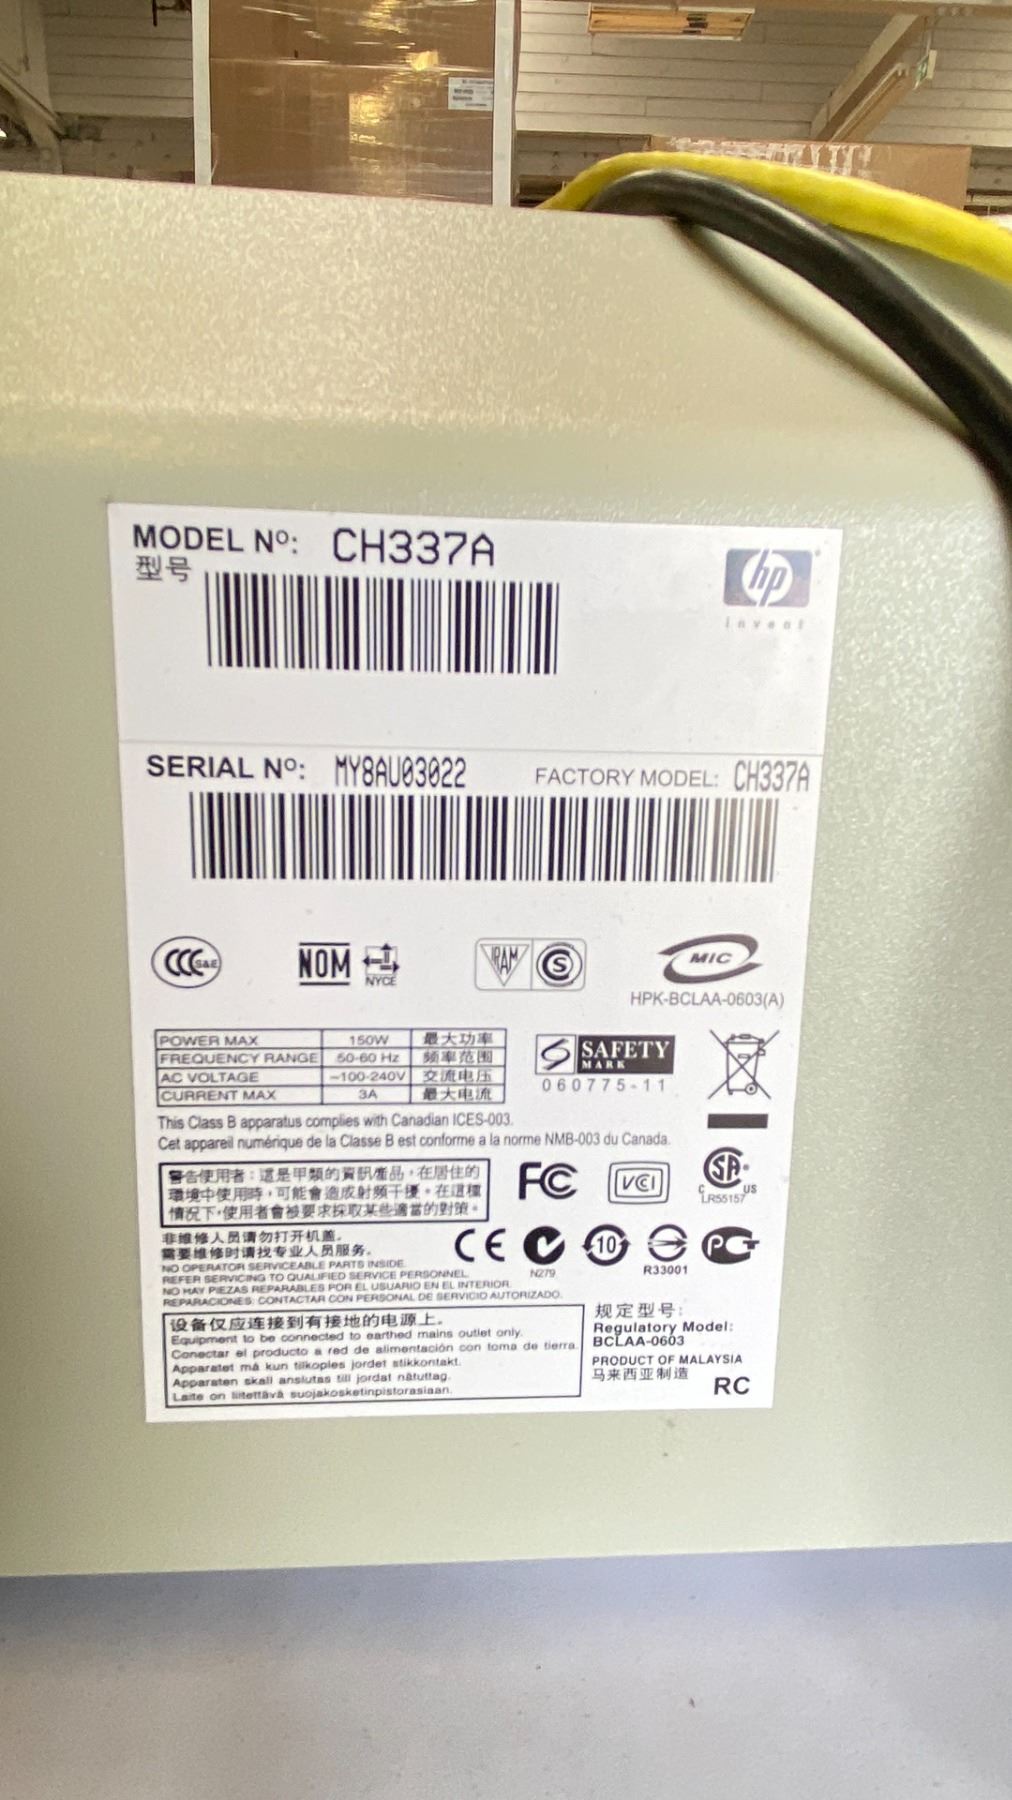 MODEL Nº: CH337A
型号
hp
invent
SERIAL Nº: MY8AU03022 FACTORY MODEL: CH337A
CCC S&E NOM NYCE IRAM S MIC
HPK-BCLAA-0603(A)
POWER MAX 150W 最大功率
FREQUENCY RANGE 50-60 Hz 频率范围
AC VOLTAGE ~100-240V 交流电压
CURRENT MAX 3A 最大电流
SAFETY
MARK
060775-11
This Class B apparatus complies with Canadian ICES-003.
Cet appareil numérique de la Classe B est conforme a la norme NMB-003 du Canada.
警告使用者：這是甲類的資訊產品，在居住的
環境中使用時，可能會造成射頻干擾。在這種
情況下，使用者會被要求採取某些適當的對策。
FC VCI SA C US
LR55157
非维修人员请勿打开机盖。
需要维修时请找专业人员服务。
NO OPERATOR SERVICEABLE PARTS INSIDE.
REFER SERVICING TO QUALIFIED SERVICE PERSONNEL.
NO HAY PIEZAS REPARABLES POR EL USUARIO EN EL INTERIOR.
REPARACIONES: CONTACTAR CON PERSONAL DE SERVICIO AUTORIZADO.
CE 10 PG
N279 R33001
设备仅应连接到有接地的电源上。
Equipment to be connected to earthed mains outlet only.
Conectar el producto a red de alimentación con toma de tierra.
Apparatet må kun tilkoples jordet stikkontakt.
Apparaten skall anslutas till jordat nätuttag.
Laite on liitettävä suojakosketinpistorasiaan.
规定型号:
Regulatory Model:
BCLAA-0603
PRODUCT OF MALAYSIA
马来西亚制造
RC